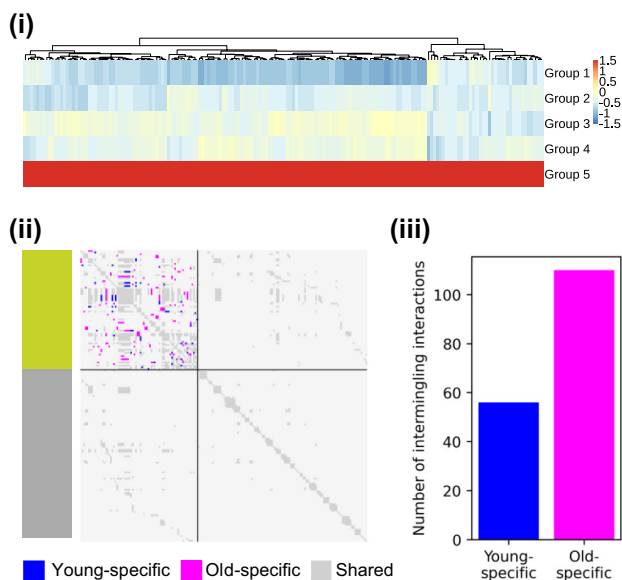 (i)
Group 1
Group 2
Group 3
Group 4
Group 5
1.5
1
0.5
0
-0.5
-1
-1.5
(ii)
Young-specific
Old-specific
Shared
(iii)
Number of intermingling interactions
100
80
60
40
20
0
Young-
specific
Old-
specific